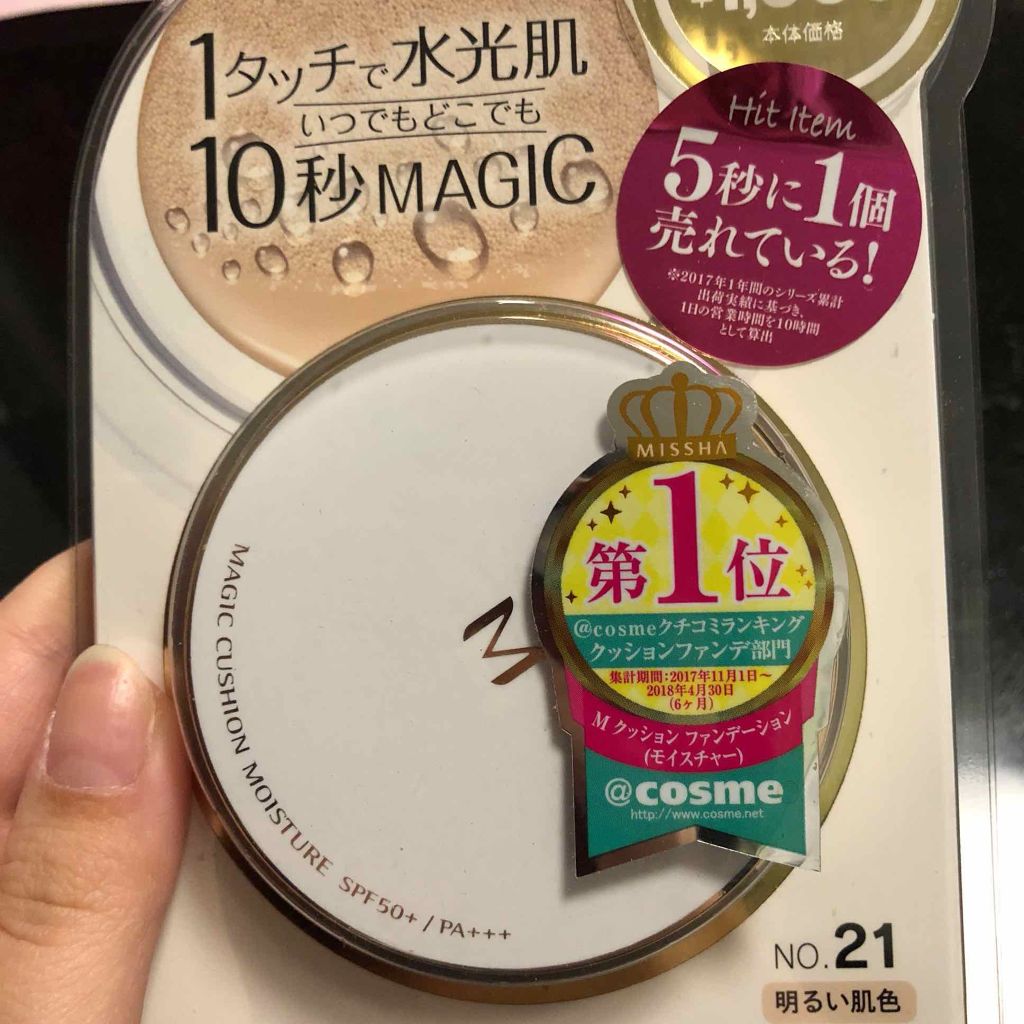 1タッチで水光肌
いつでもどこでも
10秒MAGIC
本体価格
Hit Item
5秒に1個
売れている!
※2017年1年間のシリーズ累計
出荷実績に基づき、
1日の営業時間を10時間
として算出
MISSHA
第1位
@cosmeクチコミランキング
クッションファンデ部門
集計期間:2017年11月1日〜
2018年4月30日
(6ヶ月)
M クッション ファンデーション
(モイスチャー)
@cosme
http://www.cosme.net
M
MAGIC CUSHION MOISTURE SPF50+ / PA+++
NO.21
明るい肌色